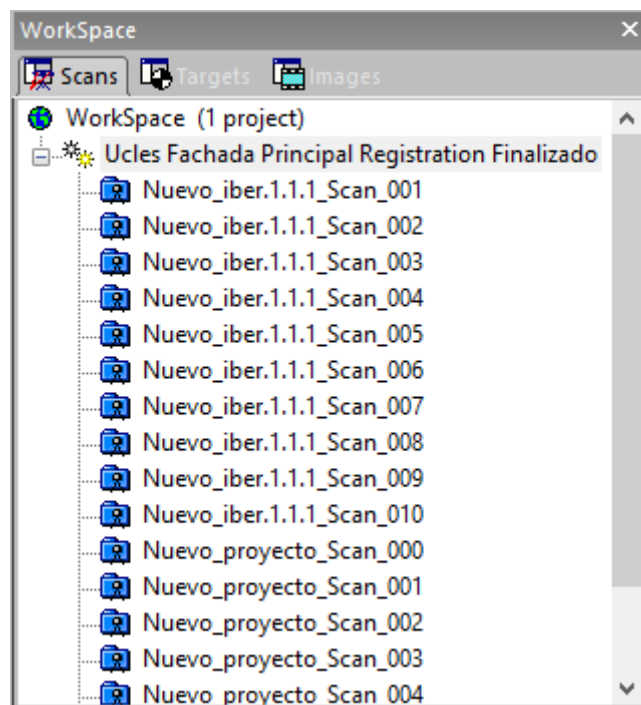 WorkSpace
Scans Targets Images
WorkSpace (1 project)
Ucles Fachada Principal Registration Finalizado
Nuevo_iber.1.1.1_Scan_001
Nuevo_iber.1.1.1_Scan_002
Nuevo_iber.1.1.1_Scan_003
Nuevo_iber.1.1.1_Scan_004
Nuevo_iber.1.1.1_Scan_005
Nuevo_iber.1.1.1_Scan_006
Nuevo_iber.1.1.1_Scan_007
Nuevo_iber.1.1.1_Scan_008
Nuevo_iber.1.1.1_Scan_009
Nuevo_iber.1.1.1_Scan_010
Nuevo_proyecto_Scan_000
Nuevo_proyecto_Scan_001
Nuevo_proyecto_Scan_002
Nuevo_proyecto_Scan_003
Nuevo_proyecto_Scan_004